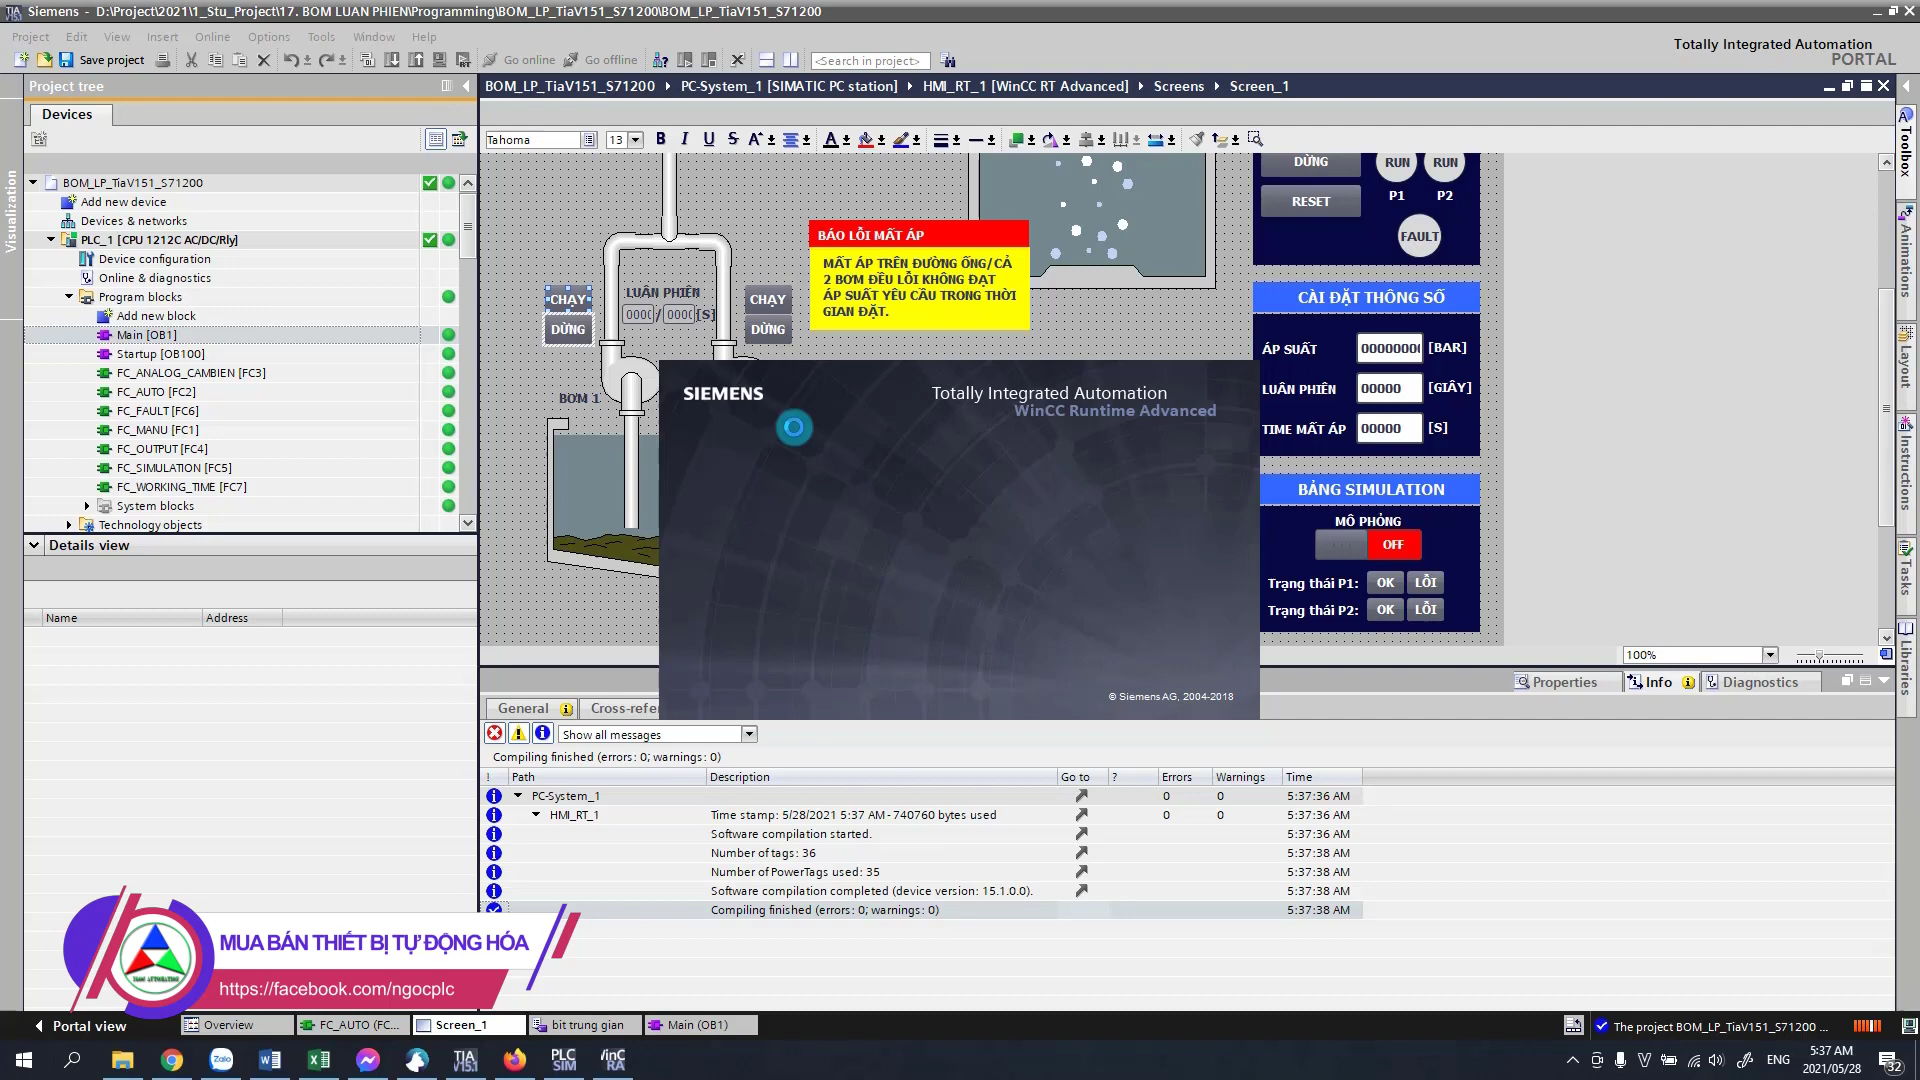 Siemens - D:\Project\2021\1_Stu_Project\17. BOM LUAN PHIEN\Programming\BOM_LP_TiaV151_S71200\BOM_LP_TiaV151_S71200
Project Edit View Insert Online Options Tools Window Help
Totally Integrated Automation
PORTAL
Save project
Go online
Go offline
<Search in project>
Project tree
BOM_LP_TiaV151_S71200
PC-System_1 [SIMATIC PC station]
HMI_RT_1 [WinCC RT Advanced]
Screens
Screen_1
Devices
Tahoma
13
B I U S A
Visualization
BOM_LP_TiaV151_S71200
Add new device
Devices & networks
PLC_1 [CPU 1212C AC/DC/Rly]
Device configuration
Online & diagnostics
Program blocks
Add new block
Main [OB1]
Startup [OB100]
FC_ANALOG_CAMBIEN [FC3]
FC_AUTO [FC2]
FC_FAULT [FC6]
FC_MANU [FC1]
FC_OUTPUT [FC4]
FC_SIMULATION [FC5]
FC_WORKING_TIME [FC7]
System blocks
Technology objects
Details view
Name
Address
CHẠY
DỪNG
LUÂN PHIÊN
/
[S]
CHẠY
DỪNG
BƠM 1
BÁO LỖI MẤT ÁP
MẤT ÁP TRÊN ĐƯỜNG ỐNG/CẢ
2 BƠM ĐỀU LỖI KHÔNG ĐẠT
ÁP SUẤT YÊU CẦU TRONG THỜI
GIAN ĐẶT.
DỪNG
RUN
RUN
RESET
P1
P2
FAULT
CÀI ĐẶT THÔNG SỐ
ÁP SUẤT
[BAR]
LUÂN PHIÊN
00000
[GIÂY]
TIME MẤT ÁP
00000
[S]
BẢNG SIMULATION
MÔ PHỎNG
OFF
Trạng thái P1:
OK
LỖI
Trạng thái P2:
OK
LỖI
SIEMENS
Totally Integrated Automation
WinCC Runtime Advanced
© Siemens AG, 2004-2018
Toolbox
Animations
Layout
Instructions
Tasks
Libraries
100%
Properties
Info
Diagnostics
General
Show all messages
Compiling finished (errors: 0; warnings: 0)
! Path Description Go to ? Errors Warnings Time
PC-System_1 0 0 5:37:36 AM
HMI_RT_1 Time stamp: 5/28/2021 5:37 AM - 740760 bytes used 0 0 5:37:36 AM
Software compilation started. 5:37:36 AM
Number of tags: 36 5:37:38 AM
Number of PowerTags used: 35 5:37:38 AM
Software compilation completed (device version: 15.1.0.0). 5:37:38 AM
Compiling finished (errors: 0; warnings: 0) 5:37:38 AM
MUA BÁN THIẾT BỊ TỰ ĐỘNG HÓA
https://facebook.com/ngocplc
Portal view
Overview
FC_AUTO (FC...
Screen_1
bit trung gian
Main (OB1)
The project BOM_LP_TiaV151_S71200 ...
Zalo
TIA
V15.1
PLC
SIM
RA
ENG
5:37 AM
2021/05/28
32